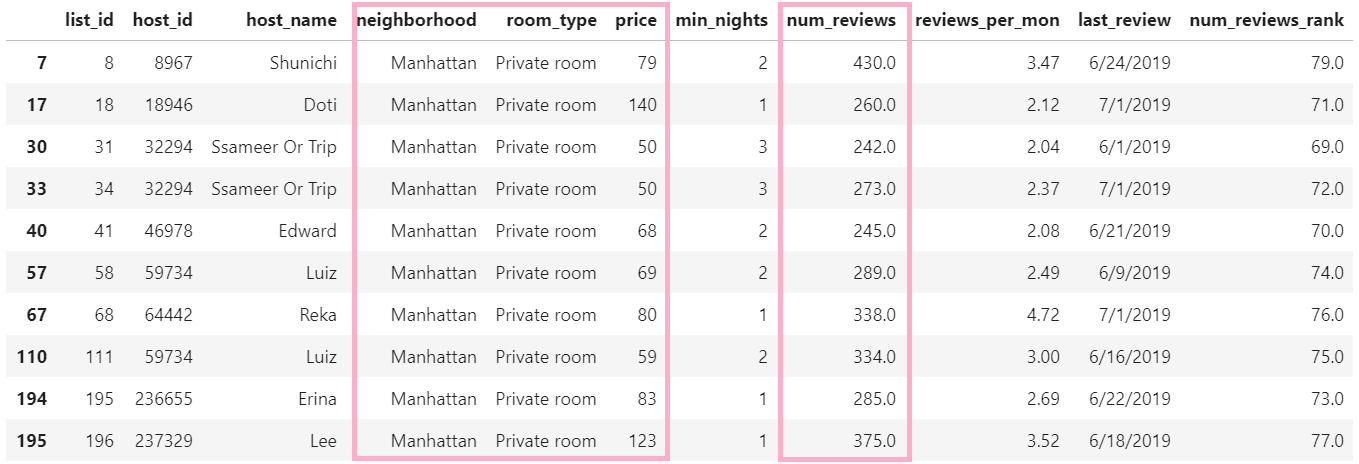 list_id host_id host_name neighborhood room_type price min_nights num_reviews reviews_per_mon last_review num_reviews_rank
7 8 8967 Shunichi Manhattan Private room 79 2 430.0 3.47 6/24/2019 79.0
17 18 18946 Doti Manhattan Private room 140 1 260.0 2.12 7/1/2019 71.0
30 31 32294 Ssameer Or Trip Manhattan Private room 50 3 242.0 2.04 6/1/2019 69.0
33 34 32294 Ssameer Or Trip Manhattan Private room 50 3 273.0 2.37 7/1/2019 72.0
40 41 46978 Edward Manhattan Private room 68 2 245.0 2.08 6/21/2019 70.0
57 58 59734 Luiz Manhattan Private room 69 2 289.0 2.49 6/9/2019 74.0
67 68 64442 Reka Manhattan Private room 80 1 338.0 4.72 7/1/2019 76.0
110 111 59734 Luiz Manhattan Private room 59 2 334.0 3.00 6/16/2019 75.0
194 195 236655 Erina Manhattan Private room 83 1 285.0 2.69 6/22/2019 73.0
195 196 237329 Lee Manhattan Private room 123 1 375.0 3.52 6/18/2019 77.0